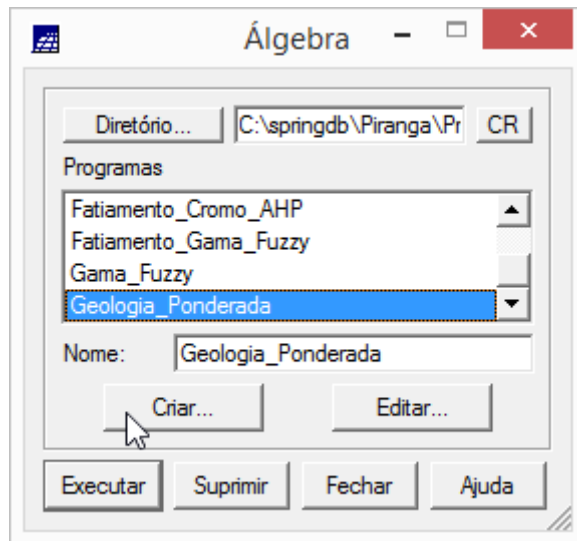 Álgebra
Diretório... C:\springdb\Piranga\Pr CR
Programas
Fatiamento_Cromo_AHP
Fatiamento_Gama_Fuzzy
Gama_Fuzzy
Geologia_Ponderada
Nome: Geologia_Ponderada
Criar... Editar...
Executar Suprimir Fechar Ajuda